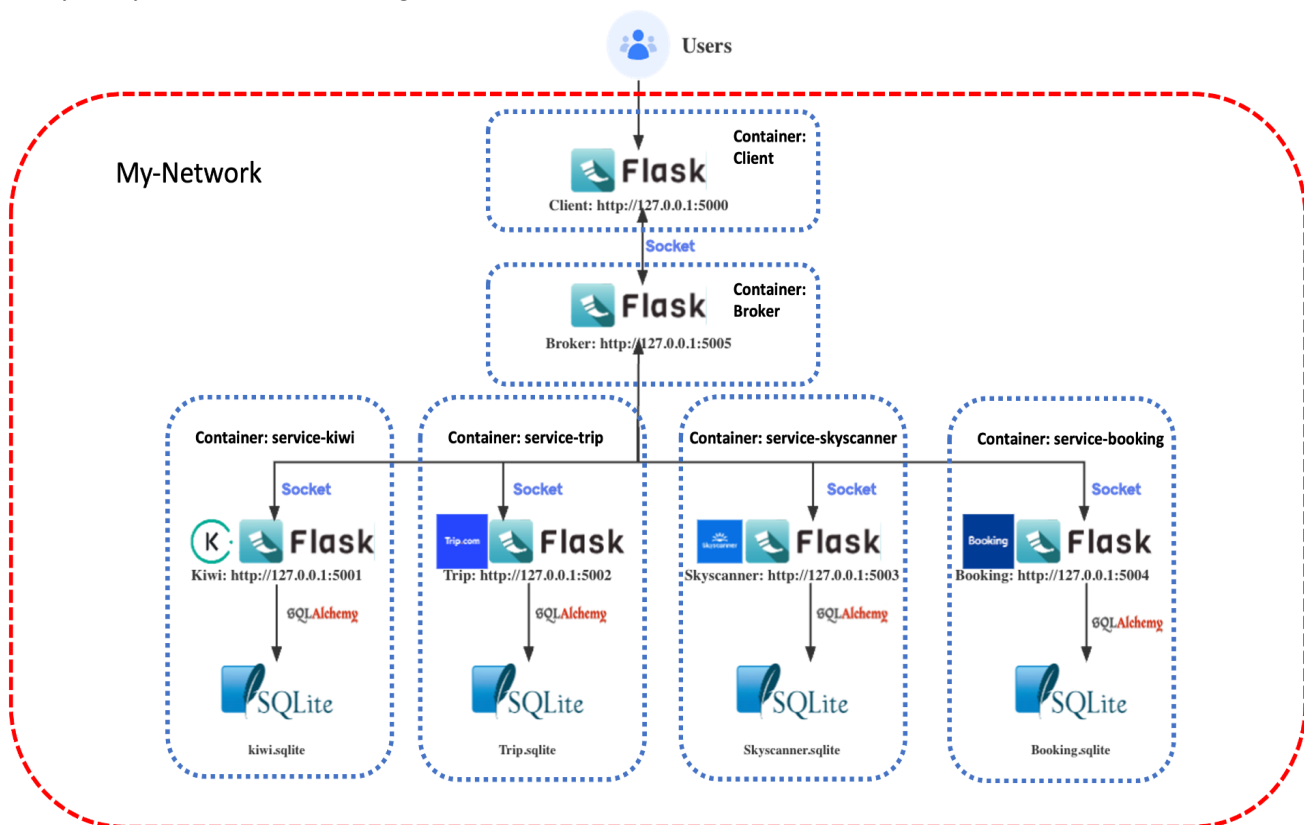 Users
Container:
Client
My-Network
Flask
Client: http://127.0.0.1:5000
Socket
Container:
Broker
Flask
Broker: http://127.0.0.1:5005
Container: service-kiwi
Container: service-trip
Container: service-skyscanner
Container: service-booking
Socket
Socket
Socket
Socket
K
Flask
Trip.com
Flask
Skyscanner
Flask
Booking
Flask
Kiwi: http://127.0.0.1:5001
Trip: http://127.0.0.1:5002
Skyscanner: http://127.0.0.1:5003
Booking: http://127.0.0.1:5004
SQLAlchemy
SQLAlchemy
SQLAlchemy
SQLAlchemy
SQLite
SQLite
SQLite
SQLite
kiwi.sqlite
Trip.sqlite
Skyscanner.sqlite
Booking.sqlite